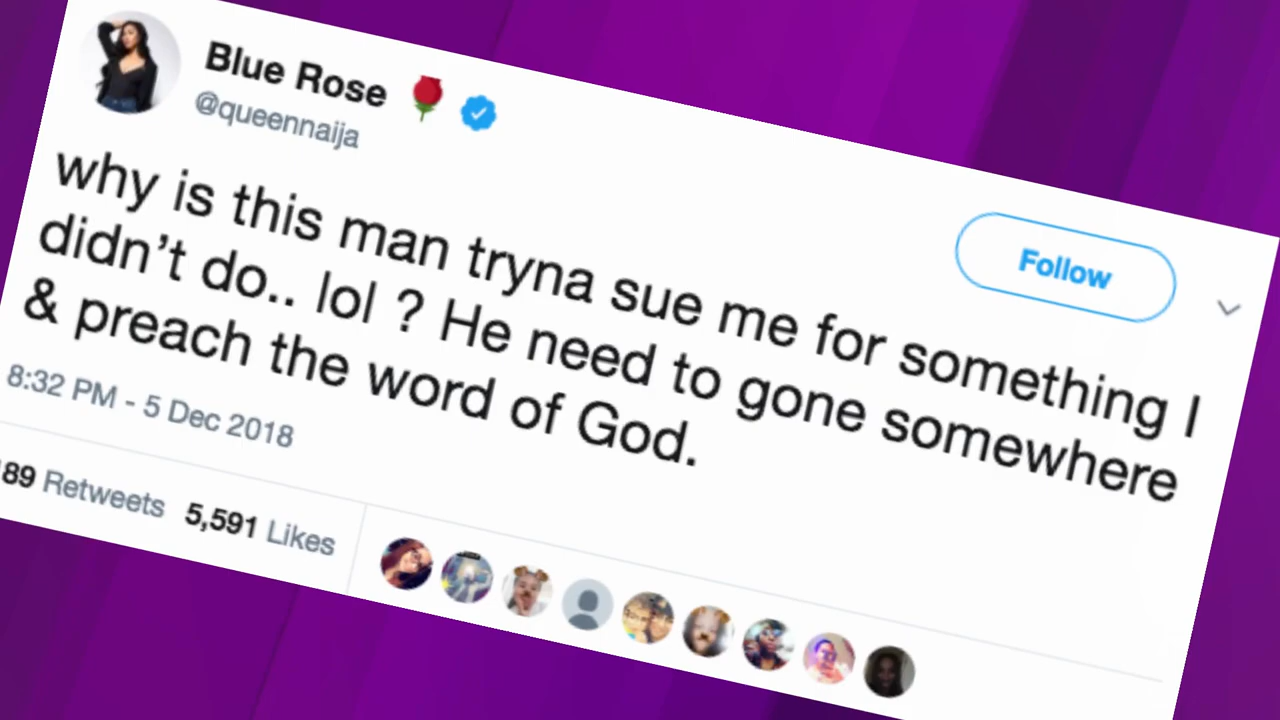 Blue Rose 🌹
@queennaija
Follow
why is this man tryna sue me for something I
didn’t do.. lol ? He need to gone somewhere
& preach the word of God.
8:32 PM - 5 Dec 2018
89 Retweets 5,591 Likes